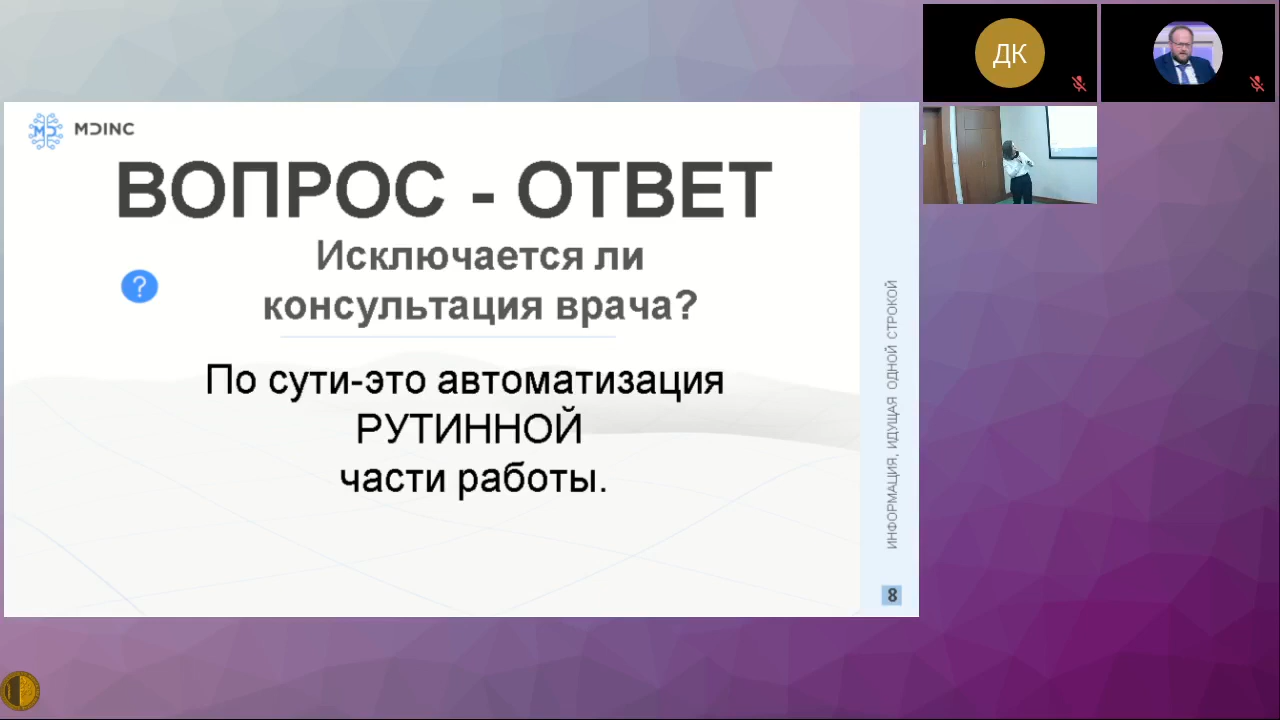 ДК
MDINC
ВОПРОС - ОТВЕТ
?
Исключается ли
консультация врача?
По сути-это автоматизация
РУТИННОЙ
части работы.
ИНФОРМАЦИЯ, ИДУЩАЯ ОДНОЙ СТРОКОЙ
8